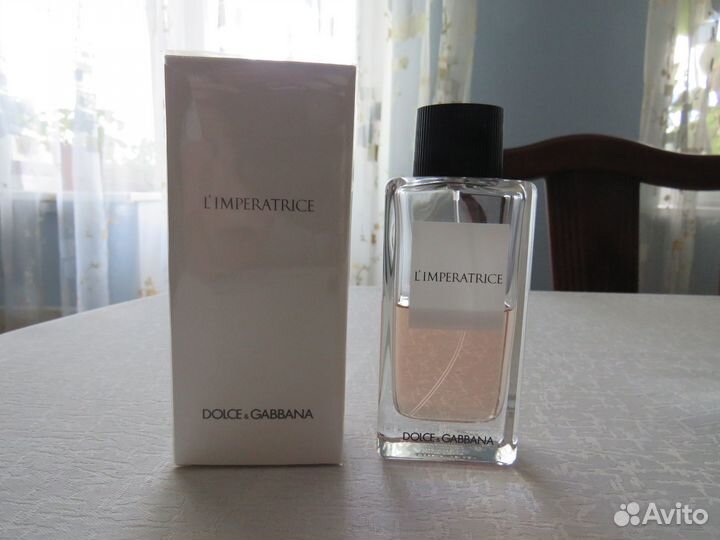 L'IMPERATRICE
DOLCE & GABBANA
L'IMPERATRICE
DOLCE & GABBANA
Avito